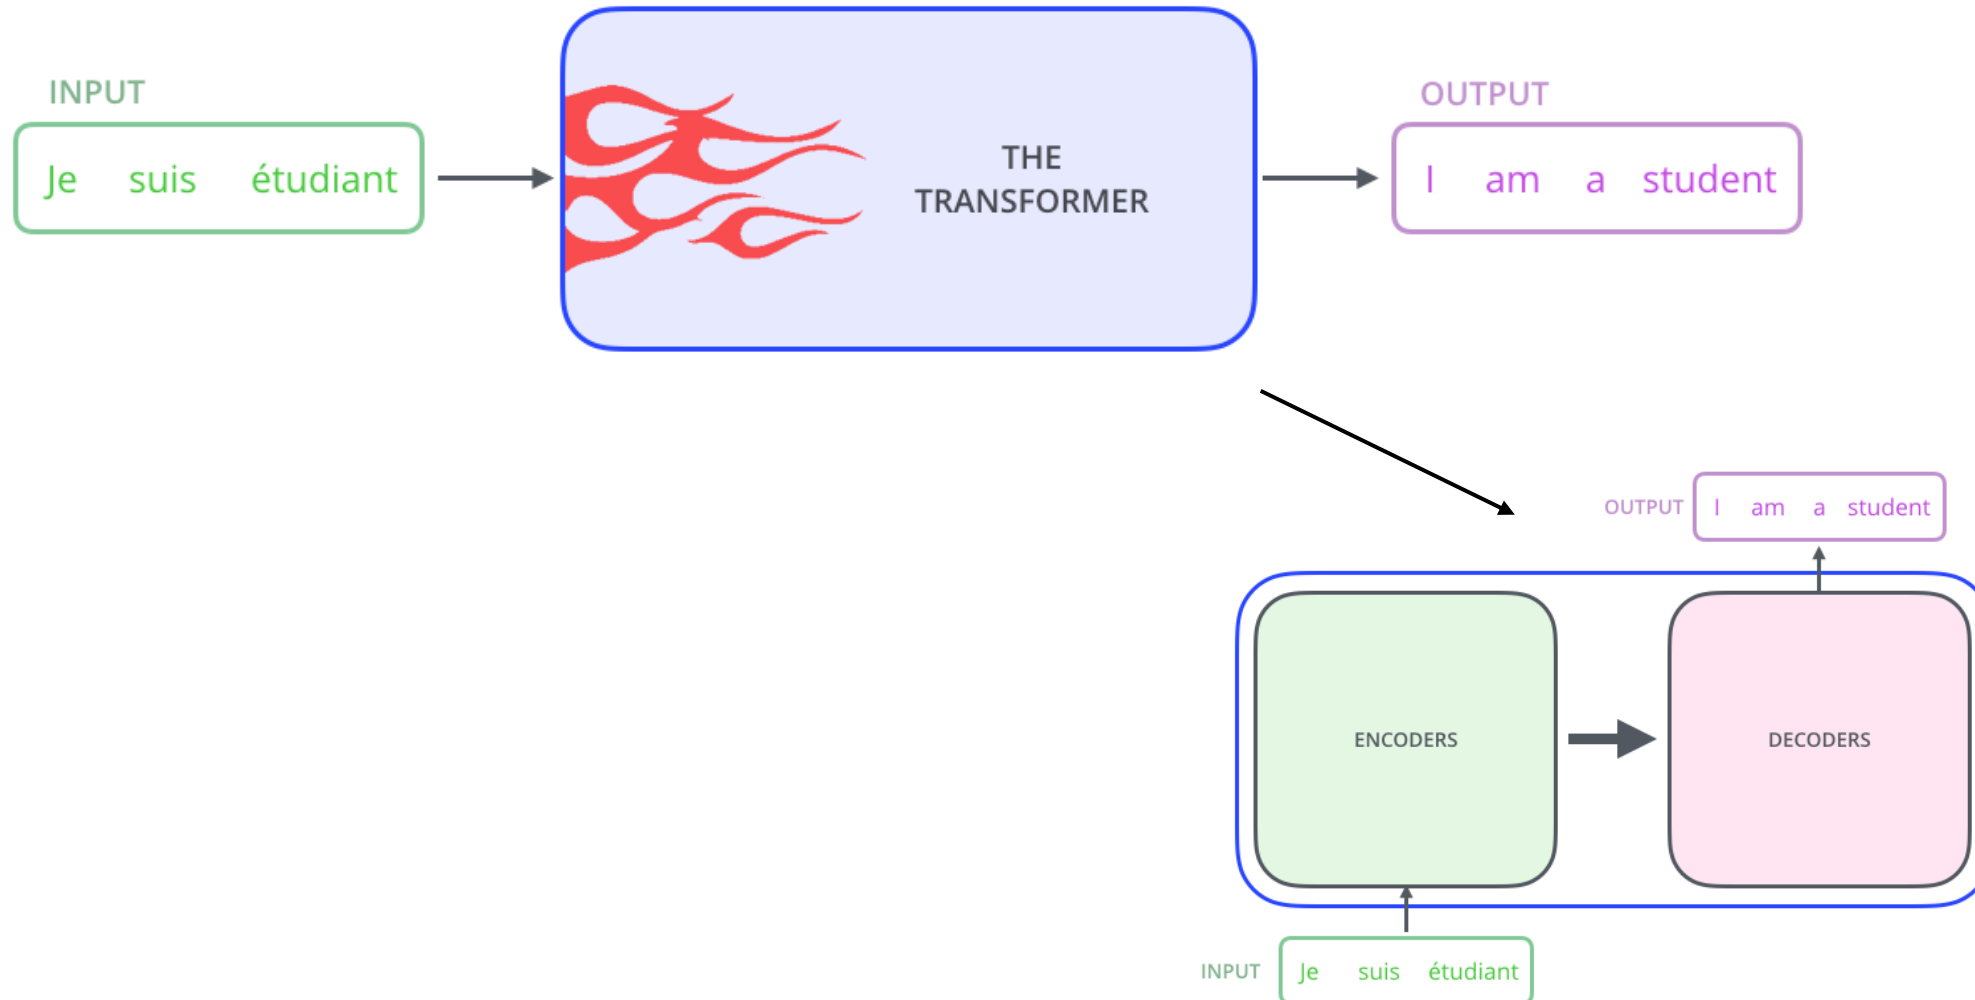 INPUT
Je suis étudiant
THE
TRANSFORMER
OUTPUT
I am a student
OUTPUT
I am a student
ENCODERS
DECODERS
INPUT
Je suis étudiant